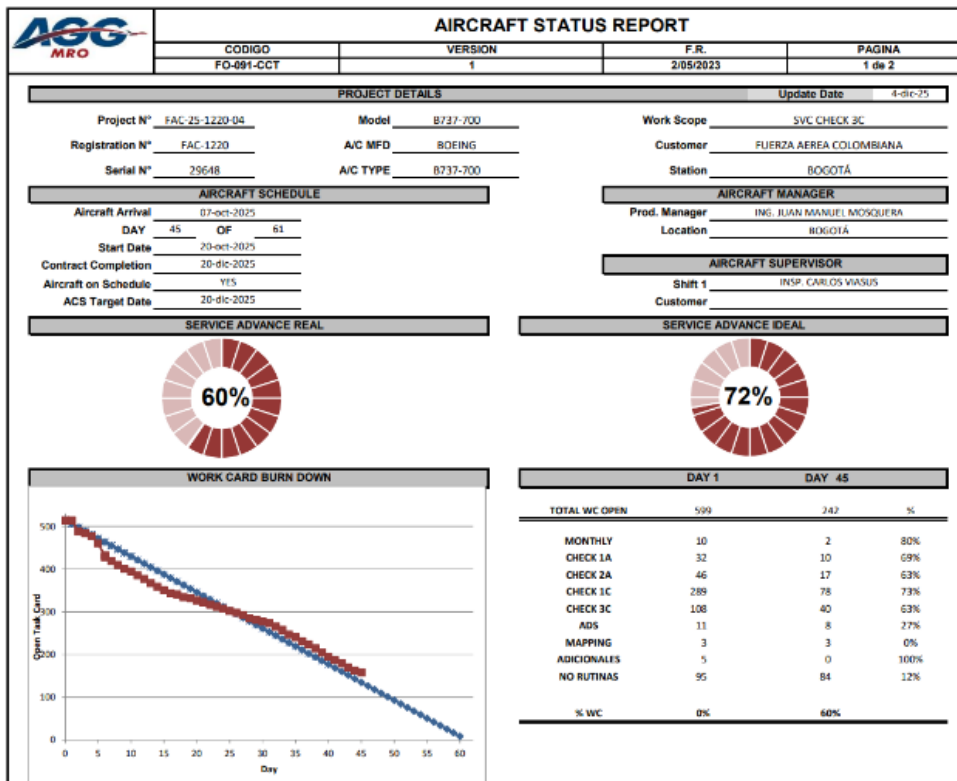 AGG
MRO
AIRCRAFT STATUS REPORT
CODIGO VERSION F.R. PAGINA
FO-091-CCT 1 2/05/2023 1 de 2
PROJECT DETAILS Update Date 4-dic-25
Project N° FAC-25-1220-04 Model B737-700 Work Scope SVC CHECK 3C
Registration N° FAC-1220 A/C MFD BOEING Customer FUERZA AEREA COLOMBIANA
Serial N° 29648 A/C TYPE B737-700 Station BOGOTÁ
AIRCRAFT SCHEDULE AIRCRAFT MANAGER
Aircraft Arrival 07-oct-2025 Prod. Manager ING. JUAN MANUEL MOSQUERA
DAY 45 OF 61 Location BOGOTÁ
Start Date 20-oct-2025
Contract Completion 20-dic-2025 AIRCRAFT SUPERVISOR
Aircraft on Schedule YES Shift 1 INSP. CARLOS VIASUS
ACS Target Date 20-dic-2025 Customer
SERVICE ADVANCE REAL SERVICE ADVANCE IDEAL
60% 72%
WORK CARD BURN DOWN DAY 1 DAY 45
TOTAL WC OPEN 599 242 %
MONTHLY 10 2 80%
CHECK 1A 32 10 69%
CHECK 2A 46 17 63%
CHECK 1C 289 78 73%
CHECK 3C 108 40 63%
ADS 11 8 27%
MAPPING 3 3 0%
ADICIONALES 5 0 100%
NO RUTINAS 95 84 12%
% WC 0% 60%
Open Task Card
500
400
300
200
100
0
0 5 10 15 20 25 30 35 40 45 50 55 60
Day